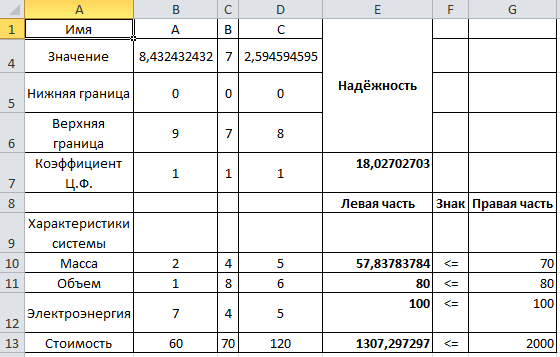 A B C D E F G
1 Имя A B C
4 Значение 8,432432432 7 2,594594595
Надёжность
5 Нижняя граница 0 0 0
6 Верхняя граница 9 7 8
7 Коэффициент Ц.Ф. 1 1 1 18,02702703
8 Левая часть Знак Правая часть
9 Характеристики системы
10 Масса 2 4 5 57,83783784 <= 70
11 Объем 1 8 6 80 <= 80
12 Электроэнергия 7 4 5 100 <= 100
13 Стоимость 60 70 120 1307,297297 <= 2000